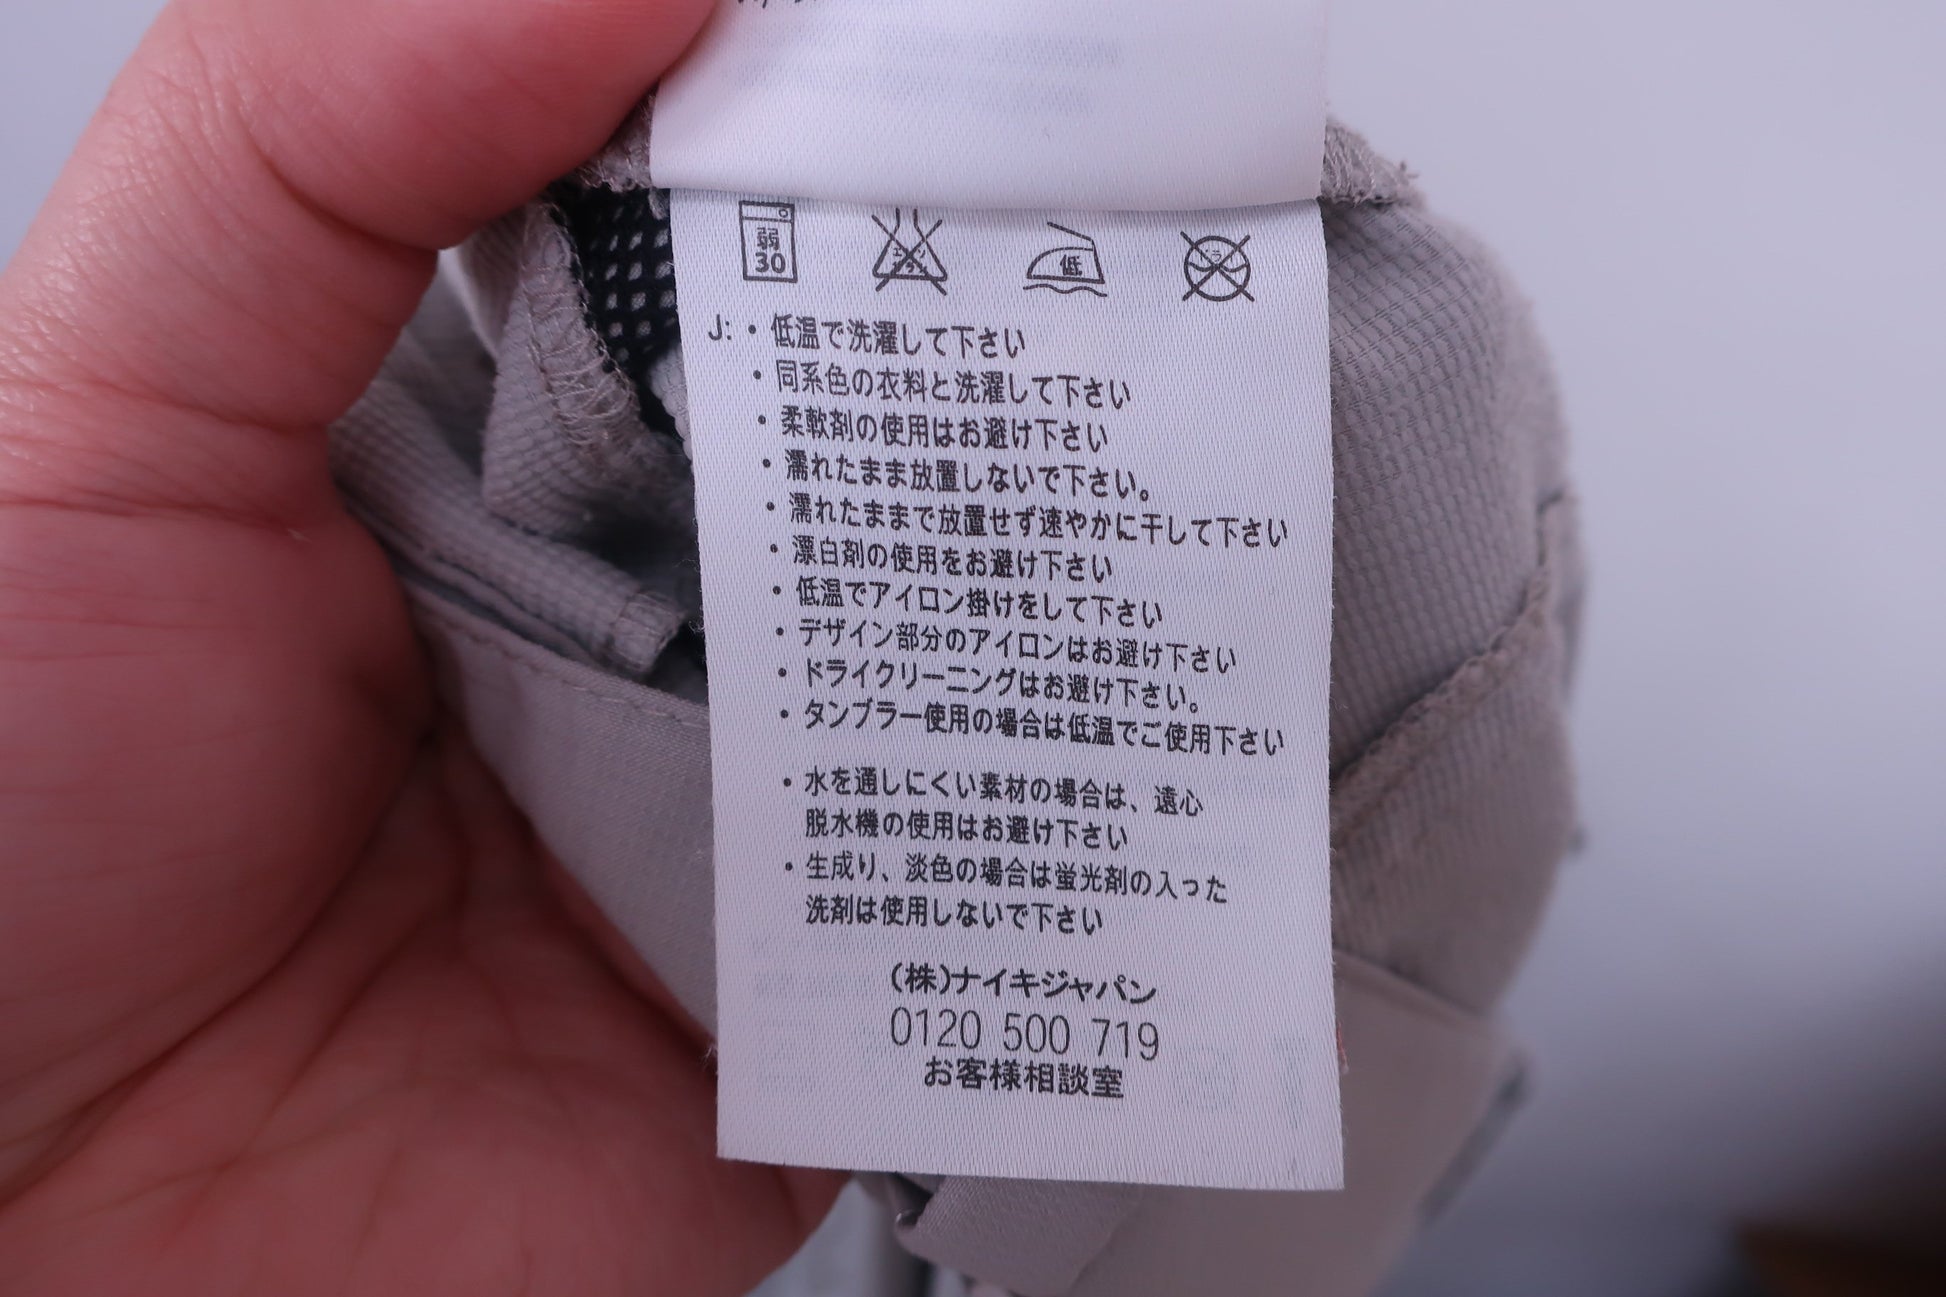 弱
30
低
J: ・低温で洗濯して下さい
・同系色の衣料と洗濯して下さい
・柔軟剤の使用はお避け下さい
・濡れたまま放置しないで下さい。
・濡れたままで放置せず速やかに干して下さい
・漂白剤の使用をお避け下さい
・低温でアイロン掛けをして下さい
・デザイン部分のアイロンはお避け下さい
・ドライクリーニングはお避け下さい。
・タンブラー使用の場合は低温でご使用下さい
・水を通しにくい素材の場合は、遠心
脱水機の使用はお避け下さい
・生成り、淡色の場合は蛍光剤の入った
洗剤は使用しないで下さい
(株)ナイキジャパン
0120 500 719
お客様相談室